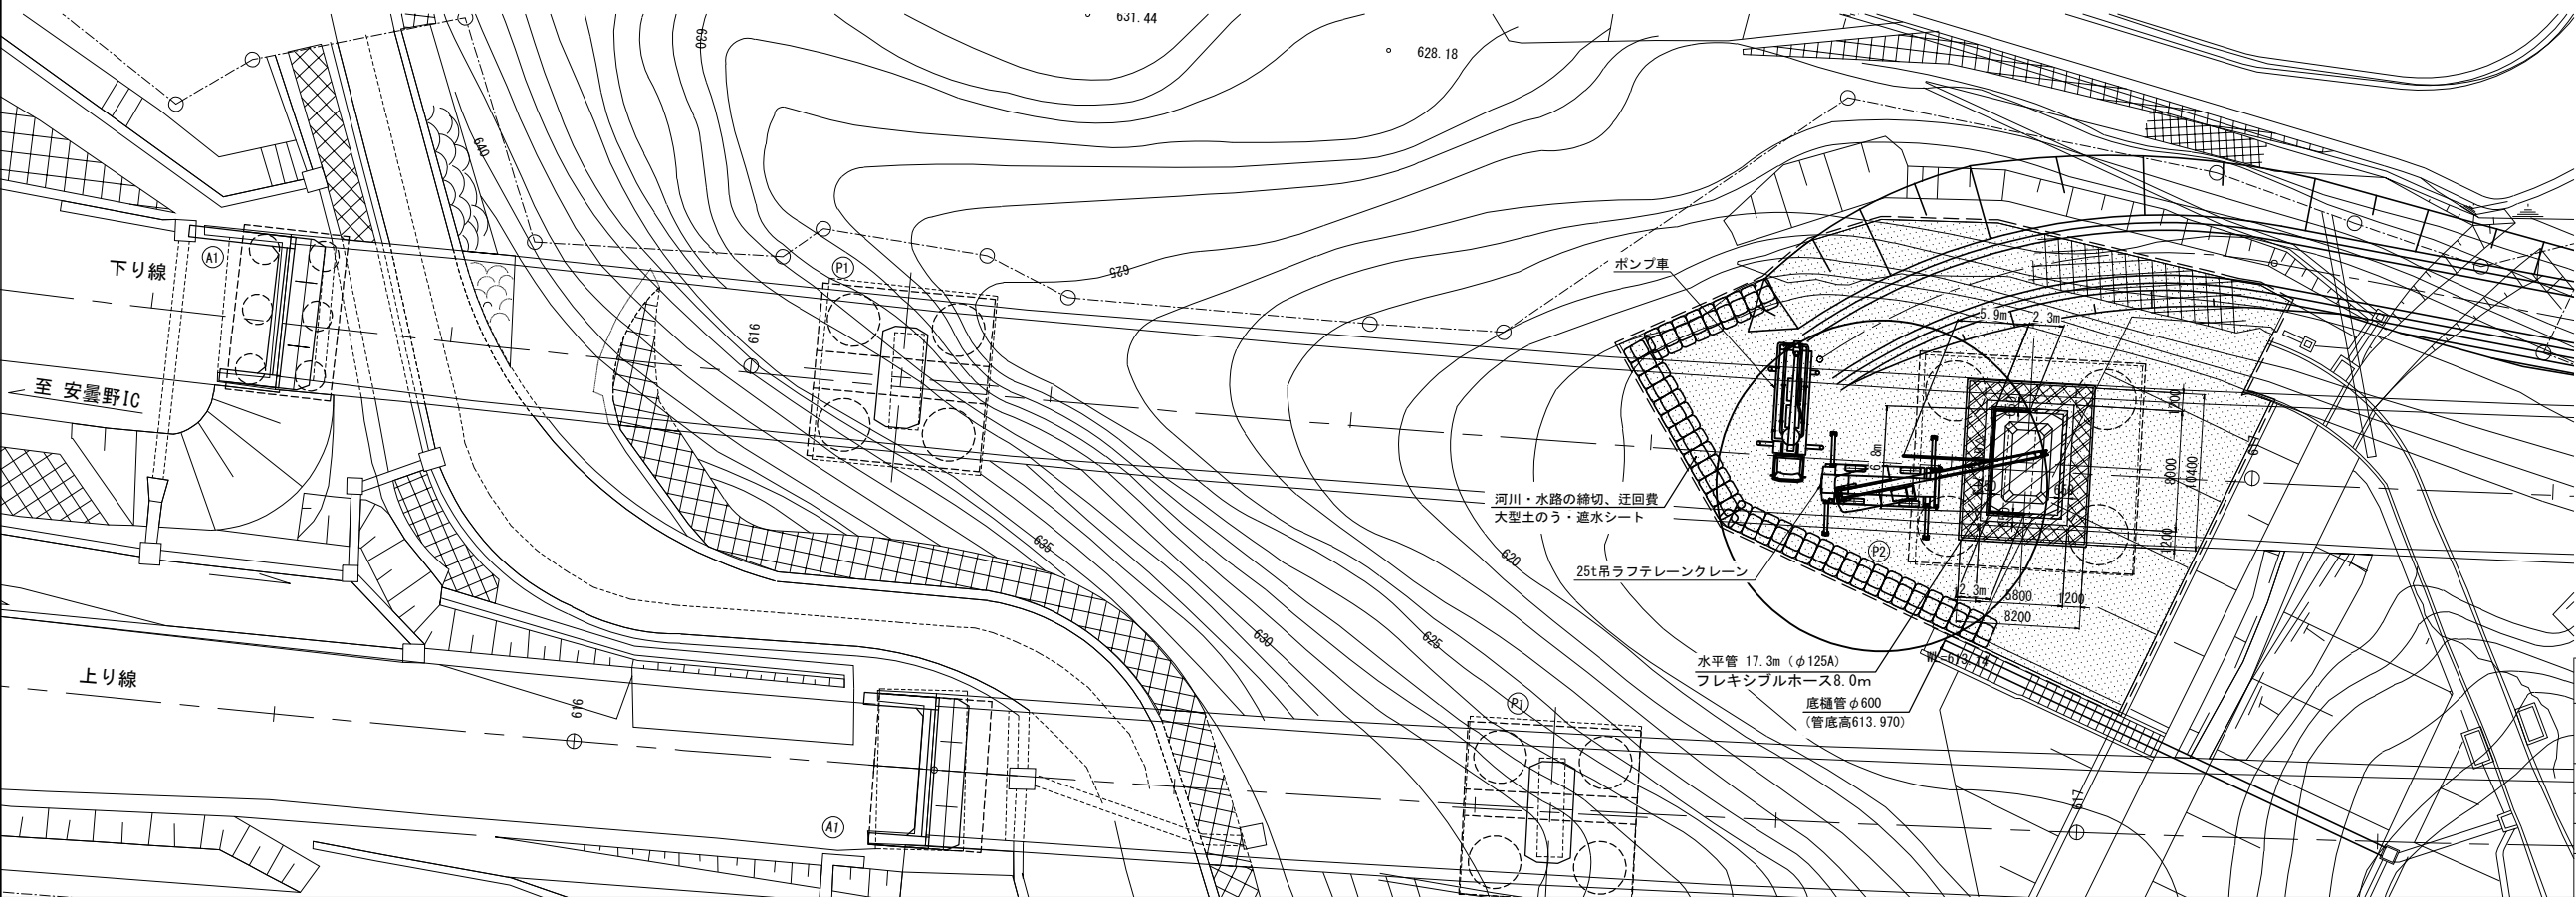 631.44
630
628.18
640
A1
下り線
P1
625
ポンプ車
616
5.9m
2.3m
至 安曇野IC
1200
617
6.8m
8000
10400
河川・水路の締切、迂回費
大型土のう・遮水シート
635
620
P2
1200
25t吊ラフテレーンクレーン
2.3m
5800
1200
8200
630
625
水平管 17.3m (φ125A)
フレキシブルホース8.0m
底樋管φ600
(管底高613.970)
上り線
616
P1
A1
617